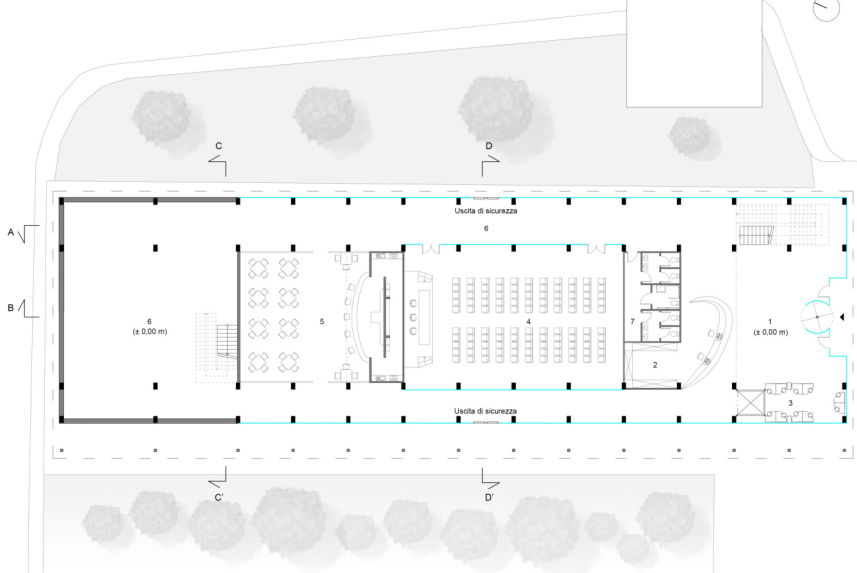 C
D
Uscita di sicurezza
6
A
B
6
(± 0,00 m)
5
4
7
1
(± 0,00 m)
2
3
Uscita di sicurezza
C'
D'